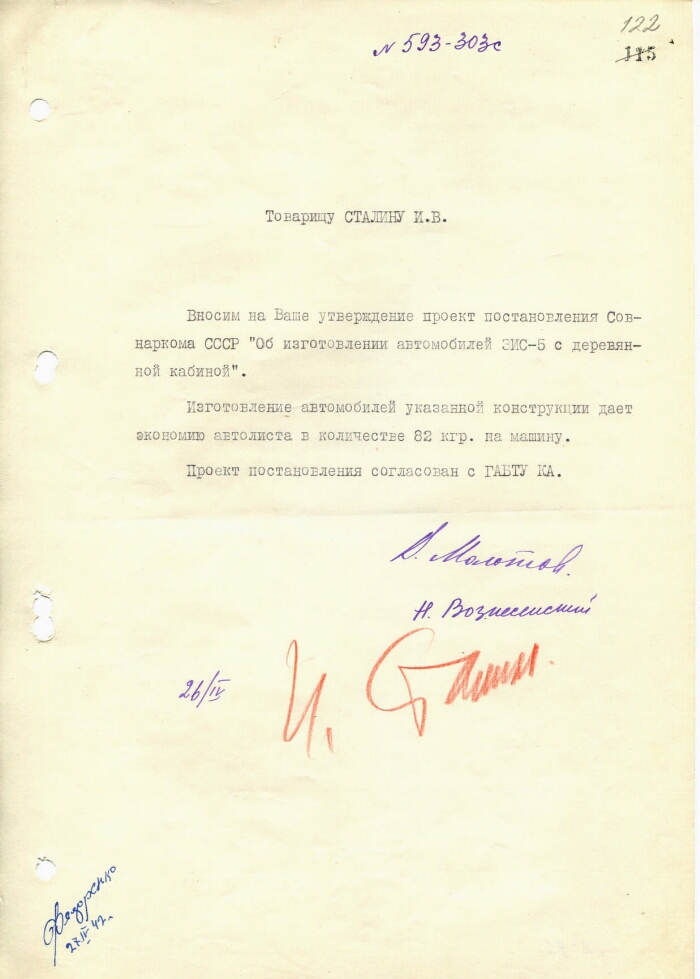 122
115
№ 593-303с
Товарищу СТАЛИНУ И.В.
Вносим на Ваше утверждение проект постановления Сов-
наркома СССР "Об изготовлении автомобилей ЗИС-5 с деревян-
ной кабиной".
Изготовление автомобилей указанной конструкции дает
экономию автолиста в количестве 82 кгр. на машину.
Проект постановления согласован с ГАБТУ КА.
В. Молотов.
Н. Вознесенский
26/IV
И. Сталин.
Федоренко
27.IV 42 г.